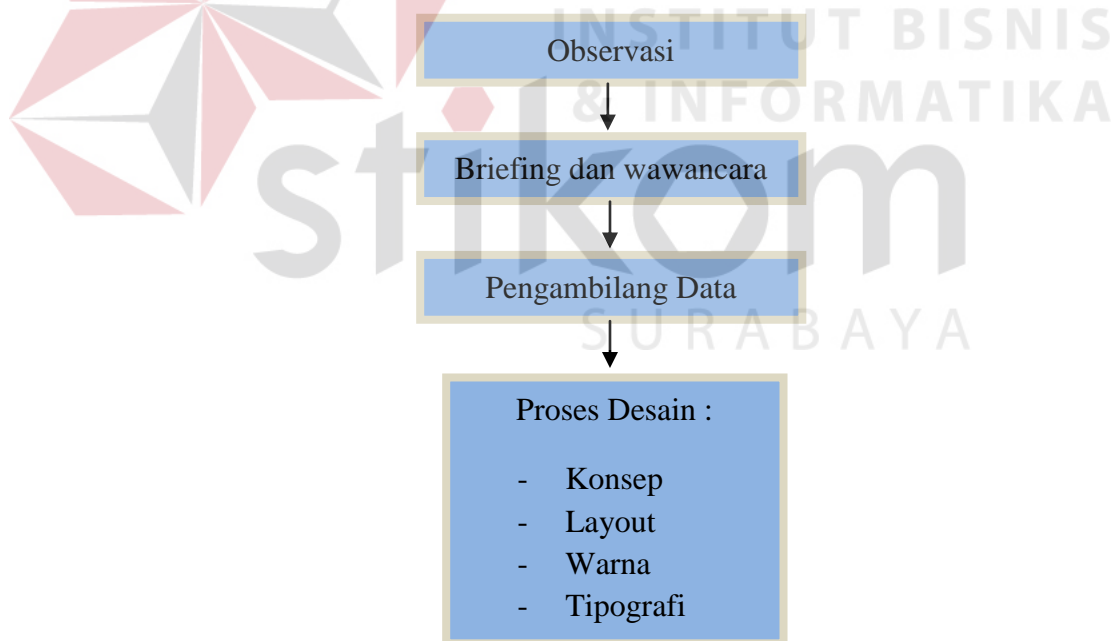 INSTITUT BISNIS
& INFORMATIKA
stikom
SURABAYA
Observasi
Briefing dan wawancara
Pengambilang Data
Proses Desain :
- Konsep
- Layout
- Warna
- Tipografi